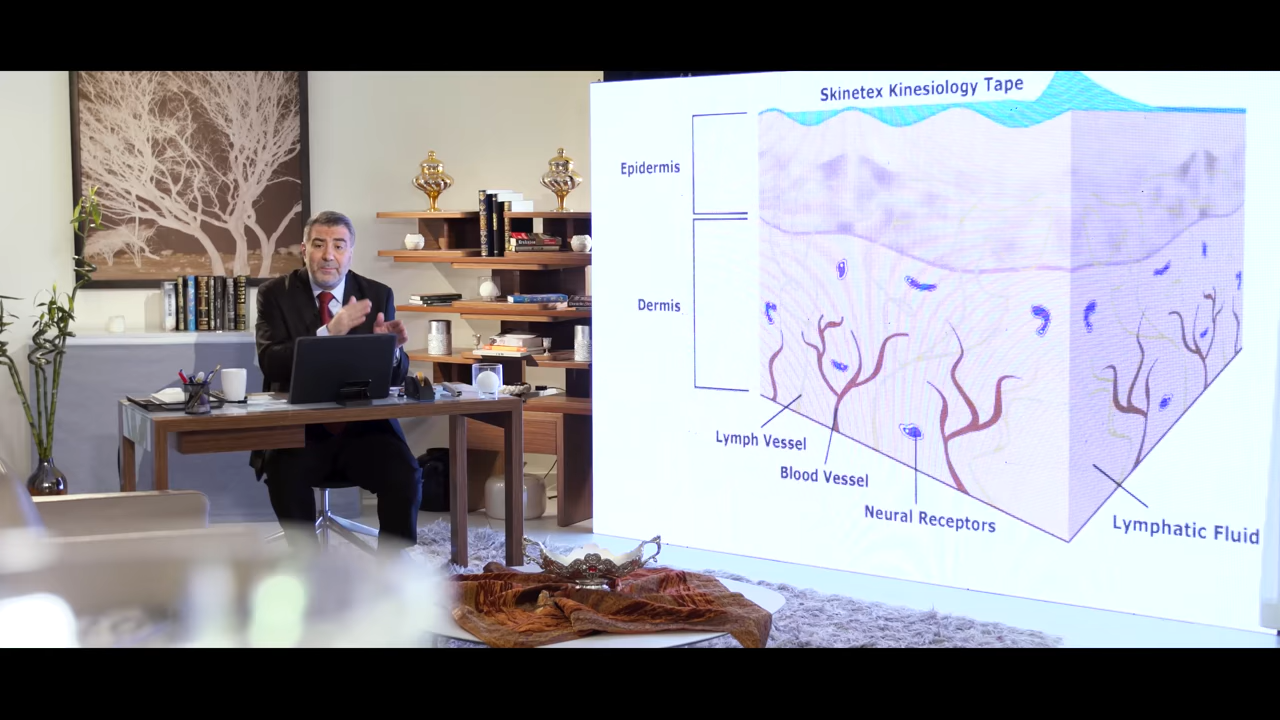 Skinetex Kinesiology Tape
Epidermis
Dermis
Lymph Vessel
Blood Vessel
Neural Receptors
Lymphatic Fluid